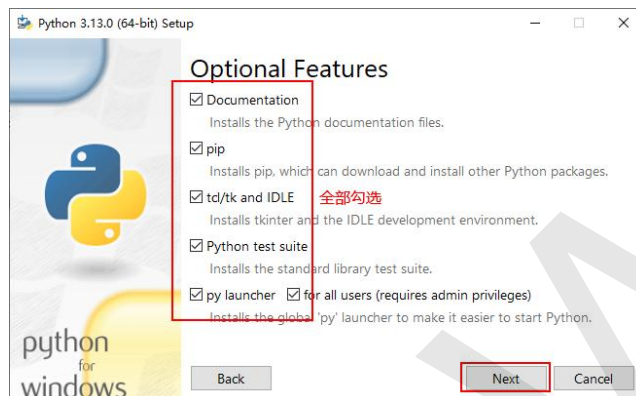 Python 3.13.0 (64-bit) Setup
Optional Features
Documentation
Installs the Python documentation files.
pip
Installs pip, which can download and install other Python packages.
tcl/tk and IDLE 全部勾选
Installs tkinter and the IDLE development environment.
Python test suite
Installs the standard library test suite.
py launcher for all users (requires admin privileges)
Installs the global 'py' launcher to make it easier to start Python.
python
for
windows
Back Next Cancel